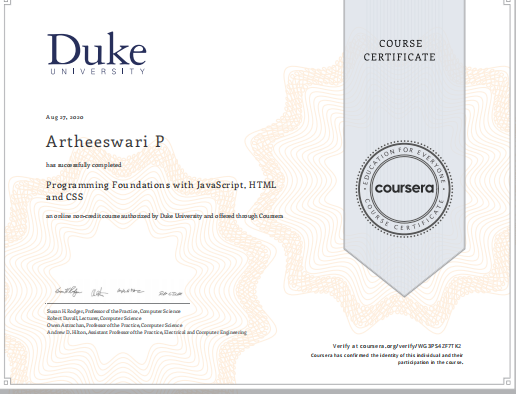 Duke
UNIVERSITY
COURSE
CERTIFICATE
Aug 27, 2020
Artheeswari P
has successfully completed
Programming Foundations with JavaScript, HTML
and CSS
an online non-credit course authorized by Duke University and offered through Coursera
EDUCATION FOR EVERYONE
coursera
COURSE CERTIFICATE
Susan H. Rodger, Professor of the Practice, Computer Science
Robert Duvall, Lecturer, Computer Science
Owen Astrachan, Professor of the Practice, Computer Science
Andrew D. Hilton, Assistant Professor of the Practice, Electrical and Computer Engineering
Verify at coursera.org/verify/WG3PS4ZF7TK2
Coursera has confirmed the identity of this individual and their
participation in the course.